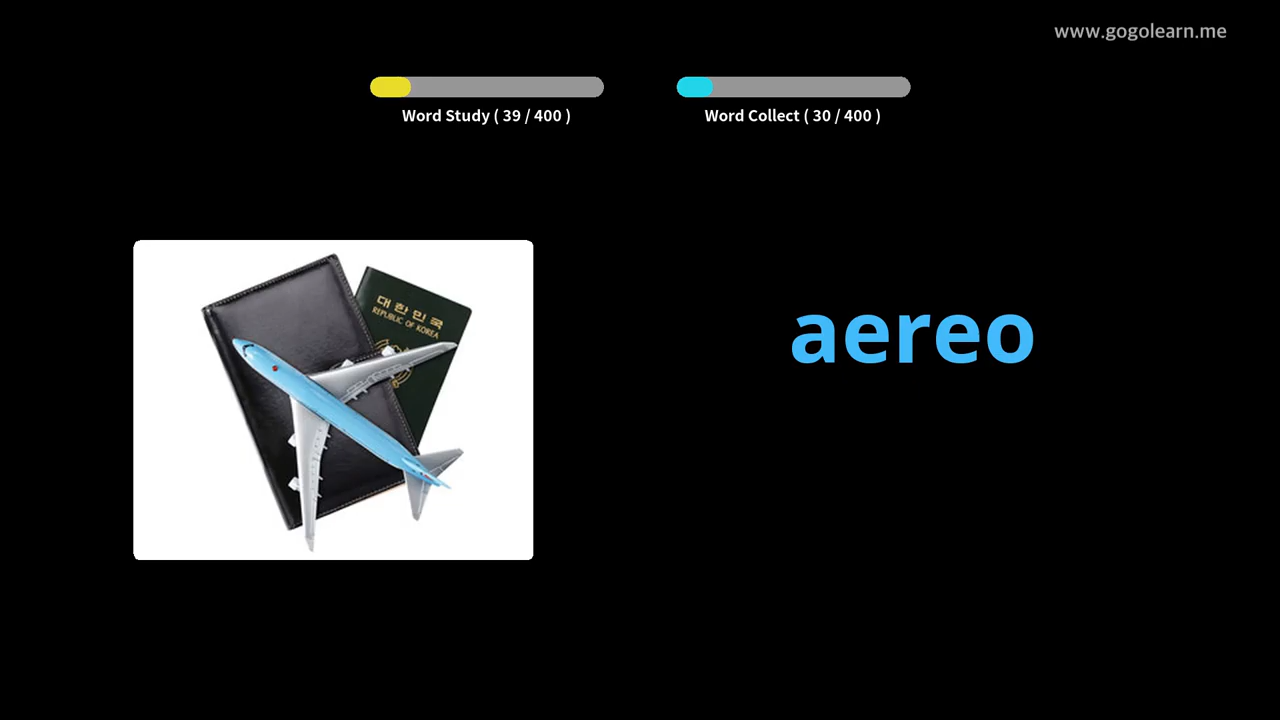 www.gogolearn.me
Word Study ( 39 / 400 )
Word Collect ( 30 / 400 )
대한민국
REPUBLIC OF KOREA
aereo